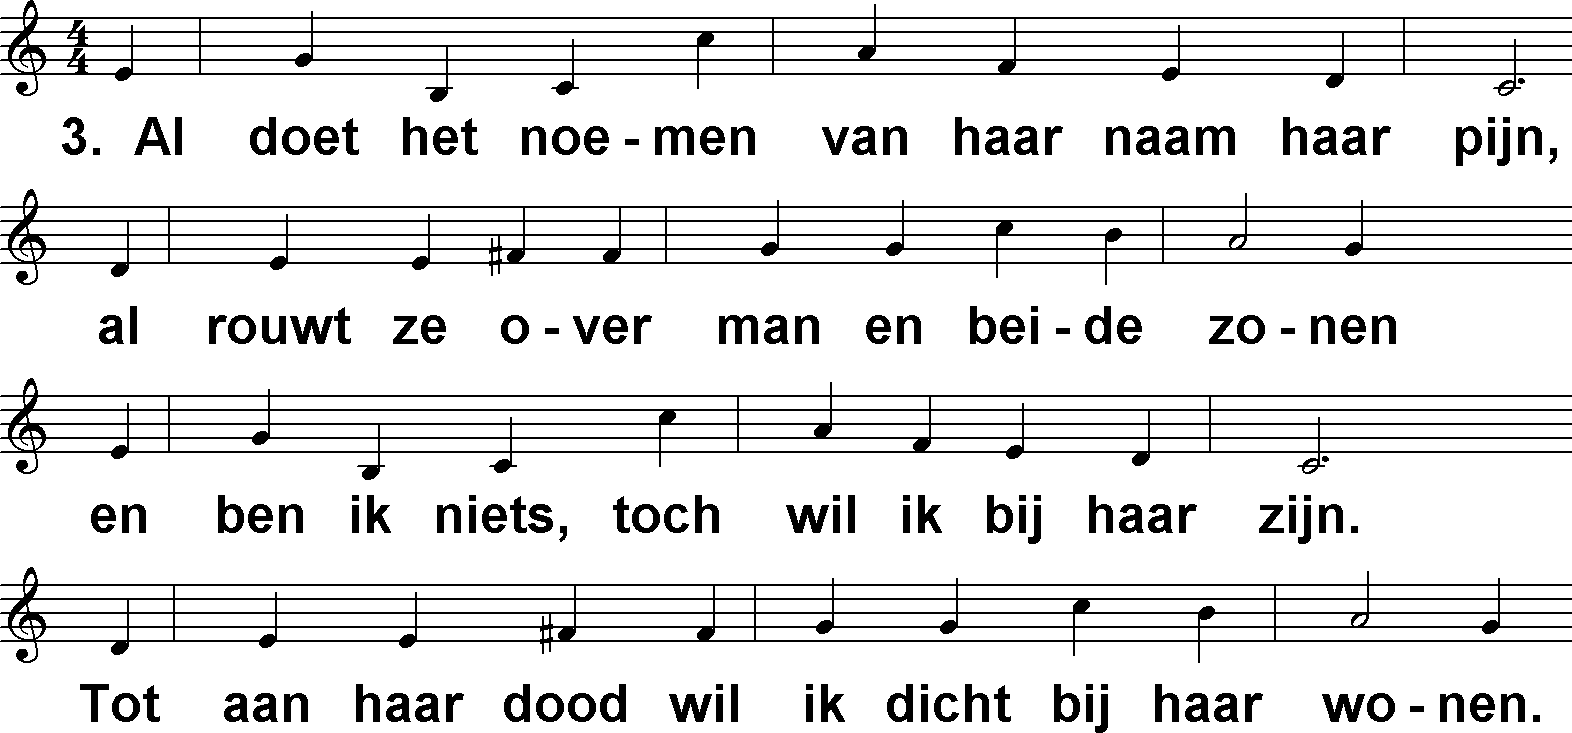 3. Al doet het noe - men van haar naam haar pijn,
al rouwt ze o - ver man en bei - de zo - nen
en ben ik niets, toch wil ik bij haar zijn.
Tot aan haar dood wil ik dicht bij haar wo - nen.